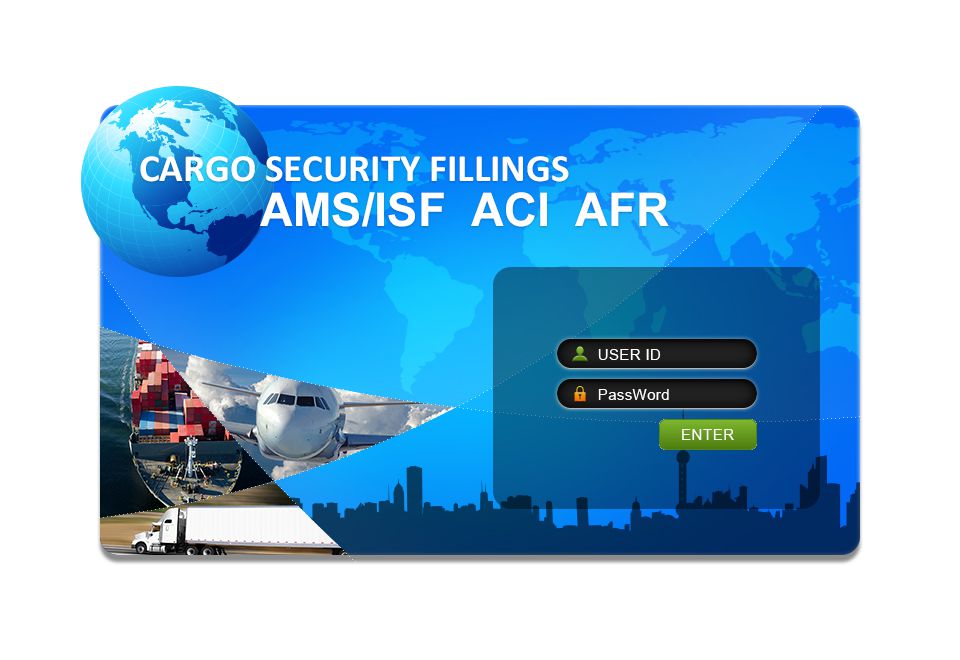 CARGO SECURITY FILLINGS
AMS/ISF ACI AFR
USER ID
PassWord
ENTER